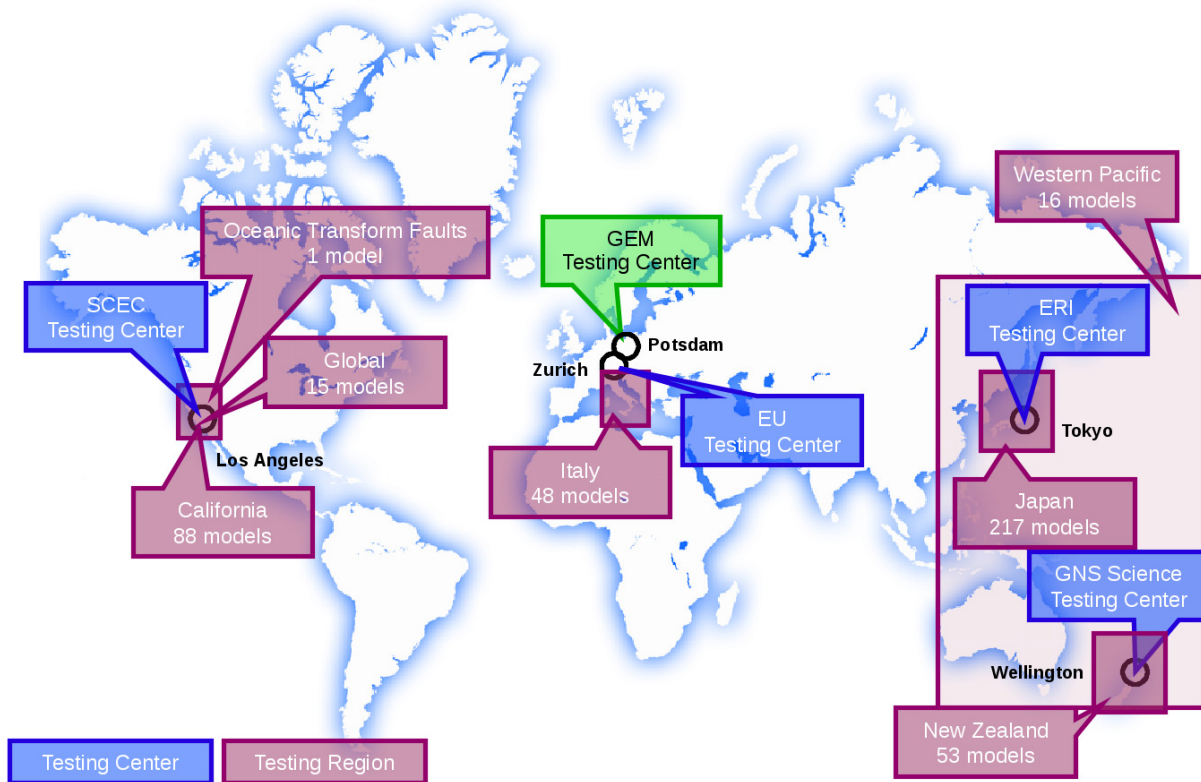 Western Pacific
16 models
Oceanic Transform Faults
1 model
GEM
Testing Center
SCEC
Testing Center
ERI
Testing Center
Global
15 models
Potsdam
Zurich
EU
Testing Center
Tokyo
Los Angeles
Italy
48 models
California
88 models
Japan
217 models
GNS Science
Testing Center
Wellington
New Zealand
53 models
Testing Center
Testing Region